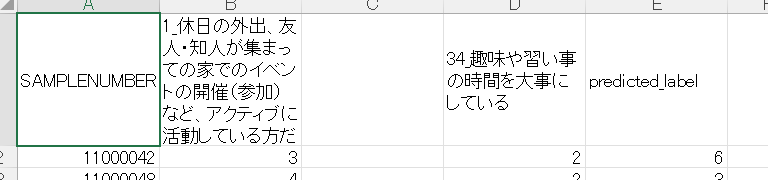 A B C D E
SAMPLENUMBER
1_休日の外出、友
人・知人が集まっ
ての家でのイベン
トの開催（参加）
など、アクティブに
活動している方だ
34_趣味や習い事
の時間を大事に
している
predicted_label
2 11000042 3 2 6
11000048 4 2 3